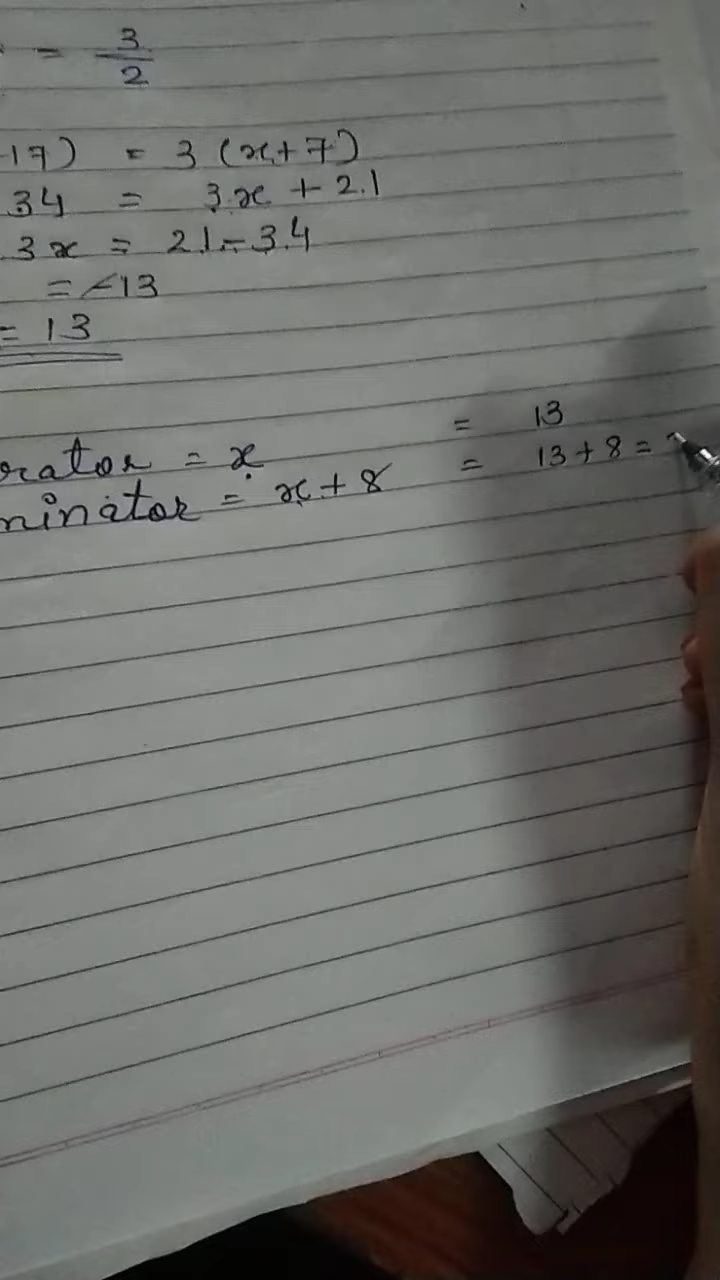 = 3/2
17) = 3 (x+7)
34 = 3x + 21
3x = 21 - 34
= -13
= 13
rator = x = 13
ninator = x + 8 = 13 + 8 =